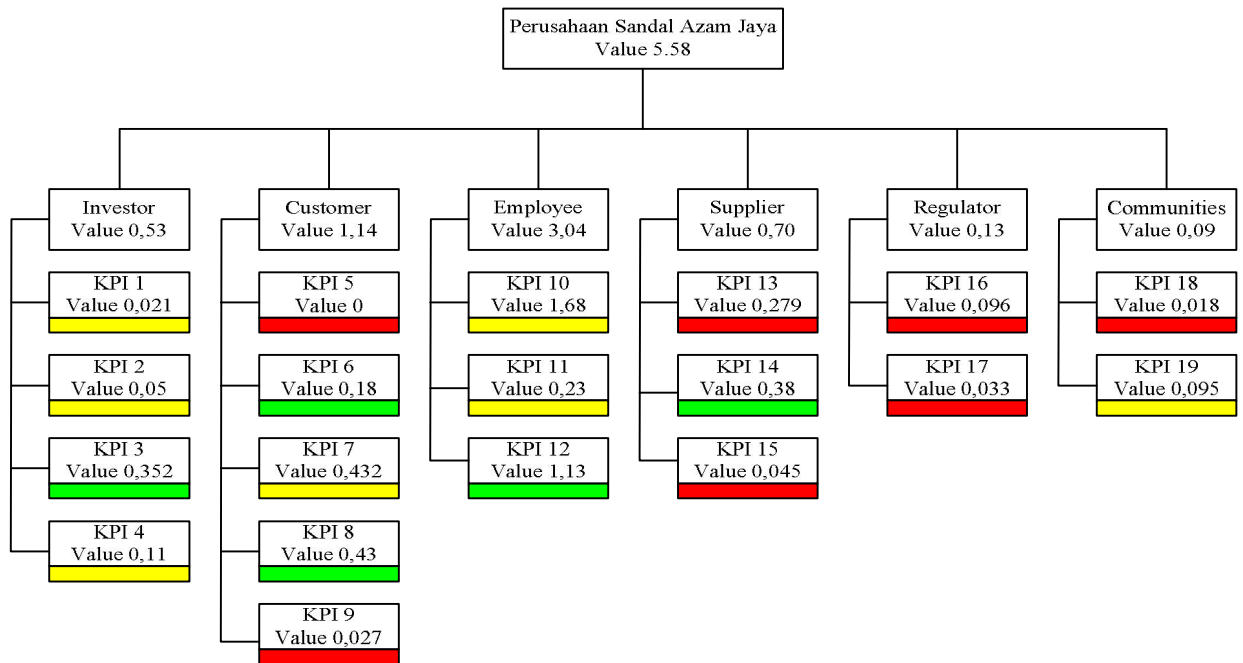 Perusahaan Sandal Azam Jaya
Value 5.58
Investor
Value 0,53
KPI 1
Value 0,021
KPI 2
Value 0,05
KPI 3
Value 0,352
KPI 4
Value 0,11
Customer
Value 1,14
KPI 5
Value 0
KPI 6
Value 0,18
KPI 7
Value 0,432
KPI 8
Value 0,43
KPI 9
Value 0,027
Employee
Value 3,04
KPI 10
Value 1,68
KPI 11
Value 0,23
KPI 12
Value 1,13
Supplier
Value 0,70
KPI 13
Value 0,279
KPI 14
Value 0,38
KPI 15
Value 0,045
Regulator
Value 0,13
KPI 16
Value 0,096
KPI 17
Value 0,033
Communities
Value 0,09
KPI 18
Value 0,018
KPI 19
Value 0,095